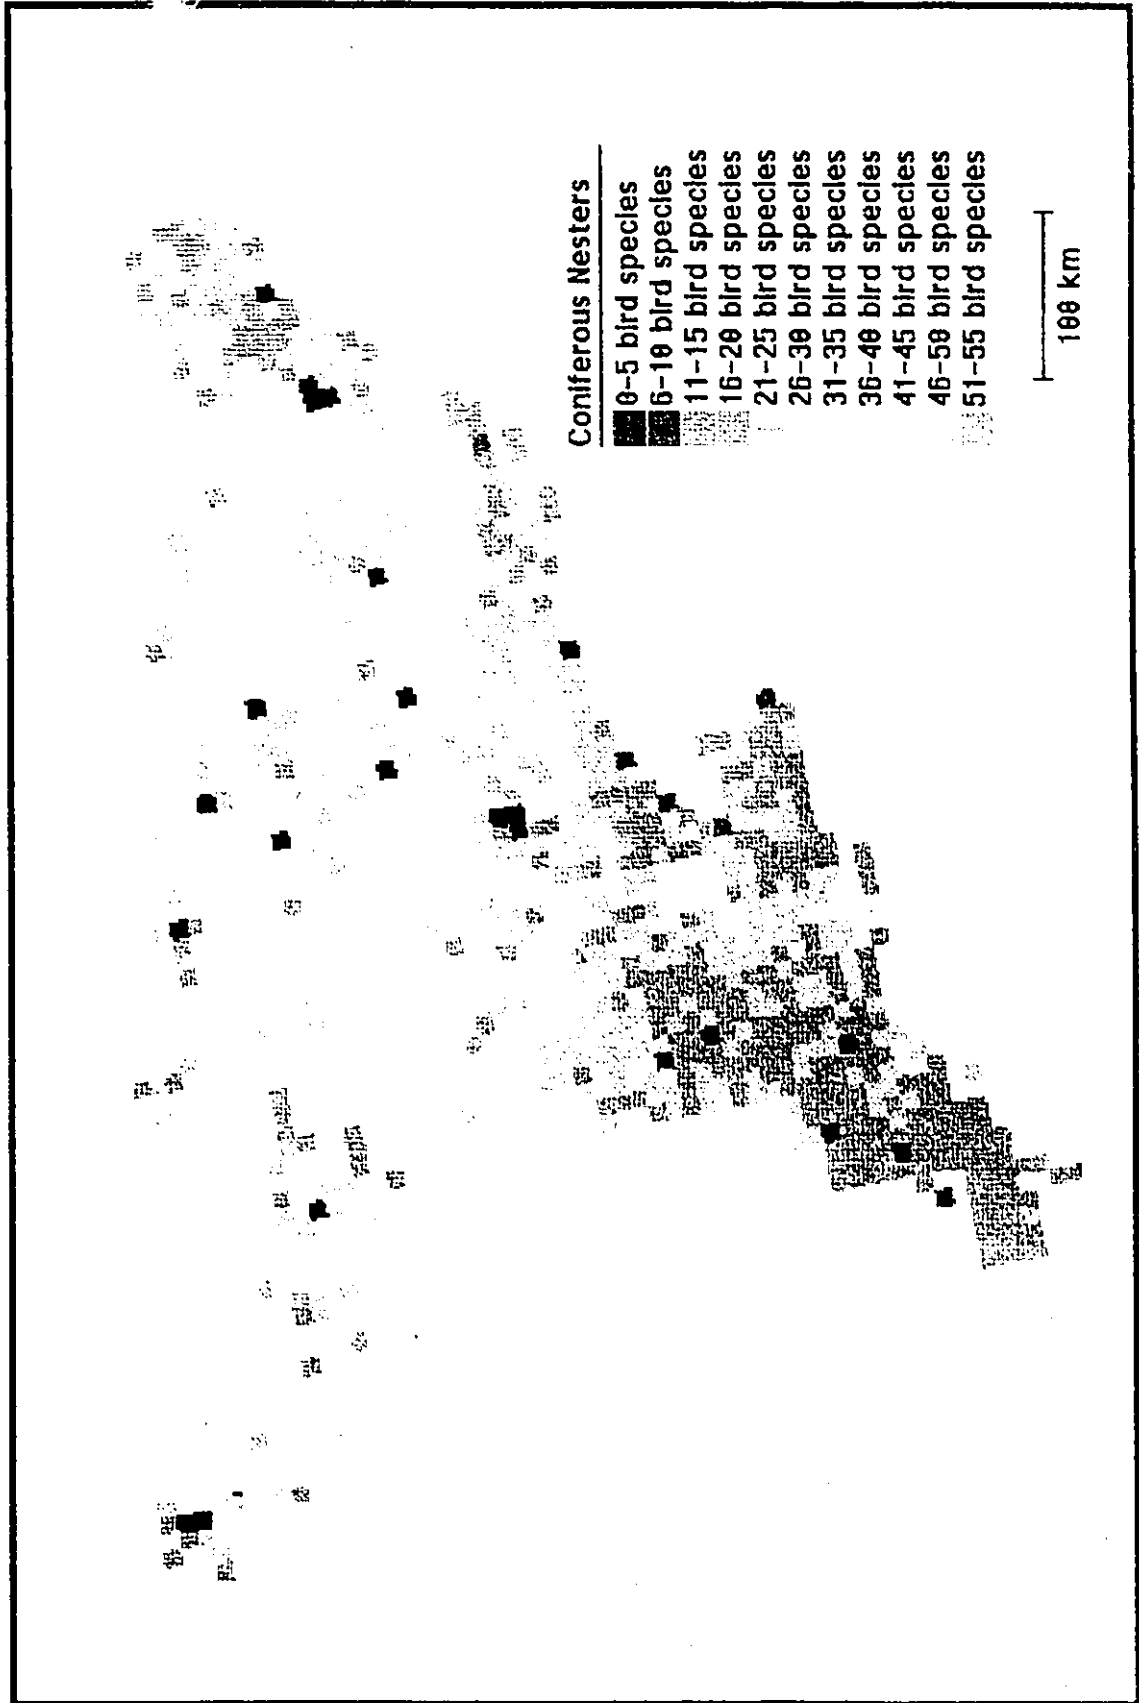 Coniferous Nesters
0-5 bird species
6-10 bird species
11-15 bird species
16-20 bird species
21-25 bird species
26-30 bird species
31-35 bird species
36-40 bird species
41-45 bird species
46-50 bird species
51-55 bird species
100 km